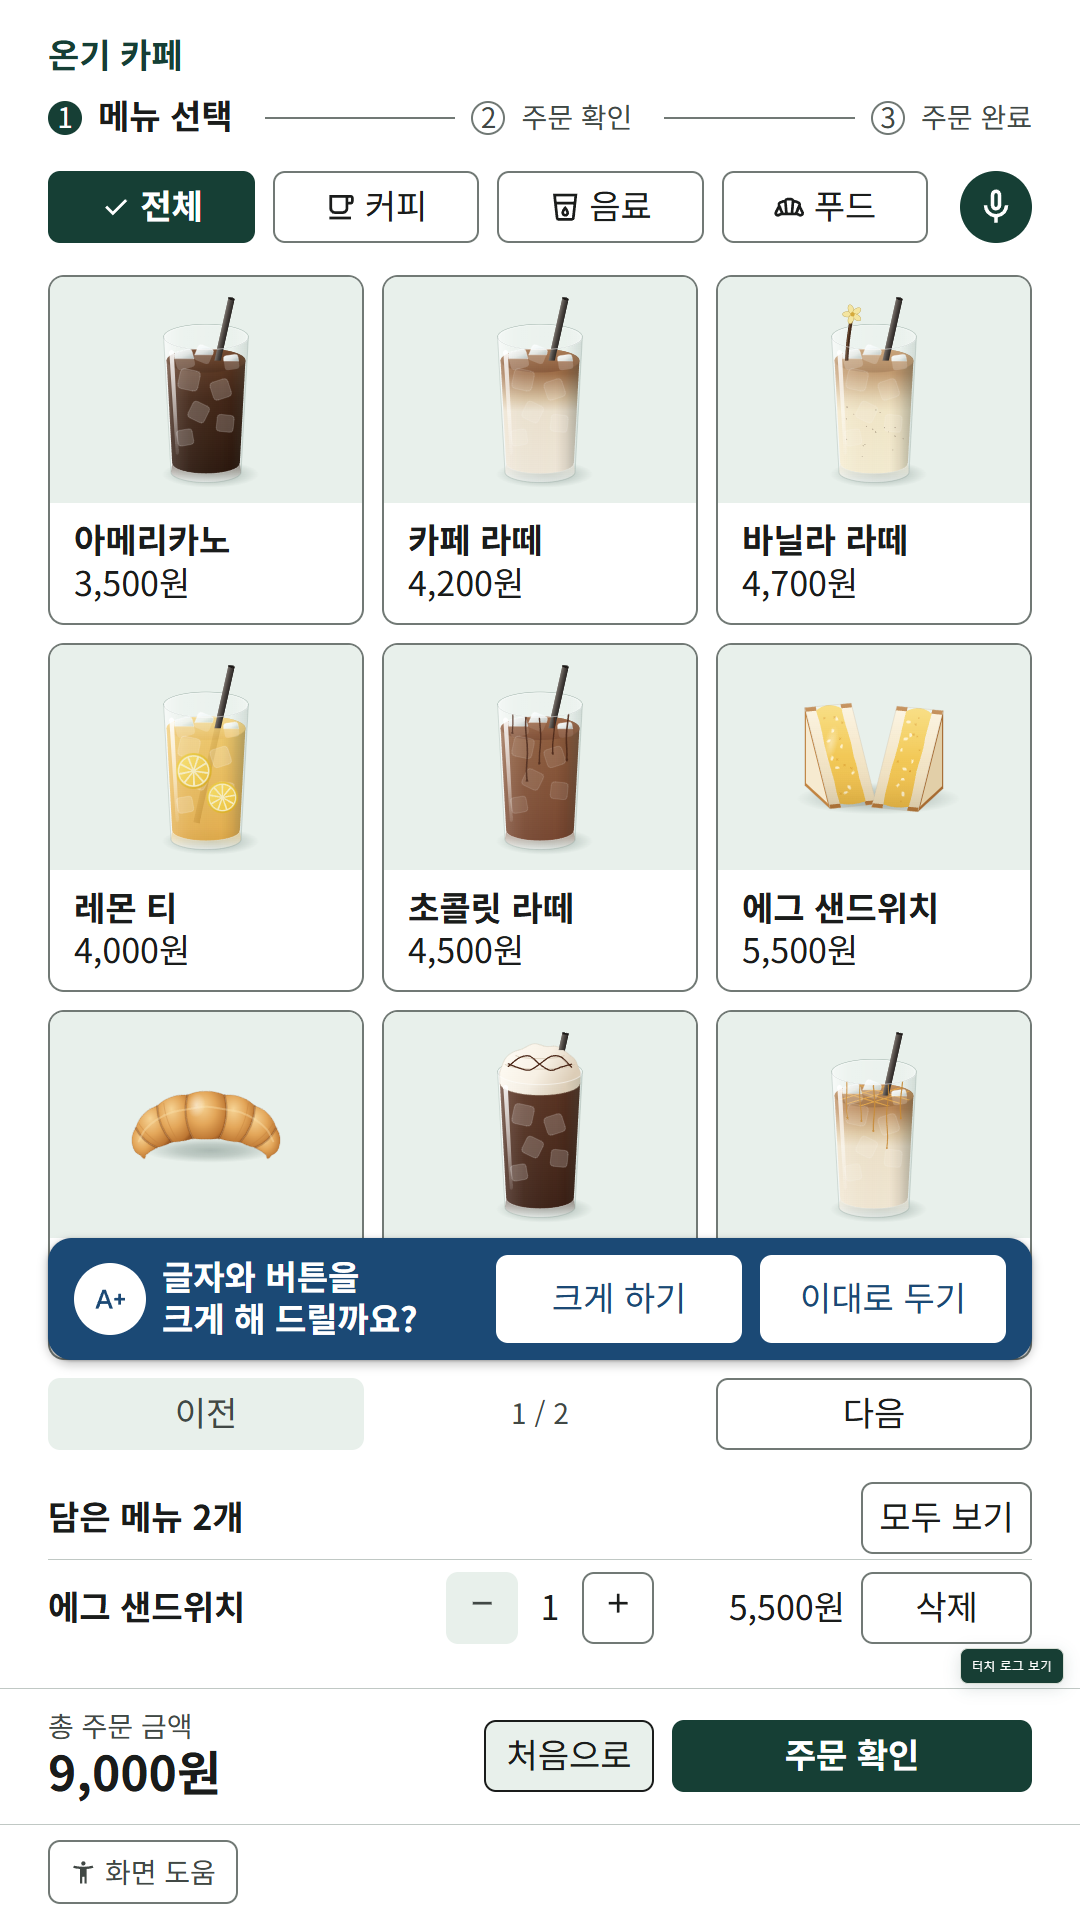 온기 카페
1 메뉴 선택
2 주문 확인
3 주문 완료
전체
커피
음료
푸드
아메리카노
3,500원
카페 라떼
4,200원
바닐라 라떼
4,700원
레몬 티
4,000원
초콜릿 라떼
4,500원
에그 샌드위치
5,500원
A+
글자와 버튼을
크게 해 드릴까요?
크게 하기
이대로 두기
이전
1 / 2
다음
담은 메뉴 2개
모두 보기
에그 샌드위치
− 1 +
5,500원
삭제
터치 로그 보기
총 주문 금액
9,000원
처음으로
주문 확인
화면 도움